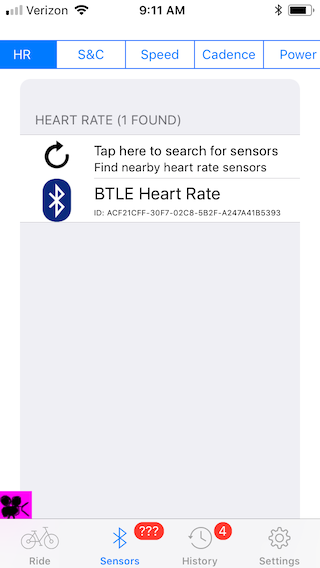 Verizon 9:11 AM
HR S&C Speed Cadence Power
HEART RATE (1 FOUND)
Tap here to search for sensors
Find nearby heart rate sensors
BTLE Heart Rate
ID: ACF21CFF-30F7-02C8-5B2F-A247A41B5393
??? 4
Ride Sensors History Settings